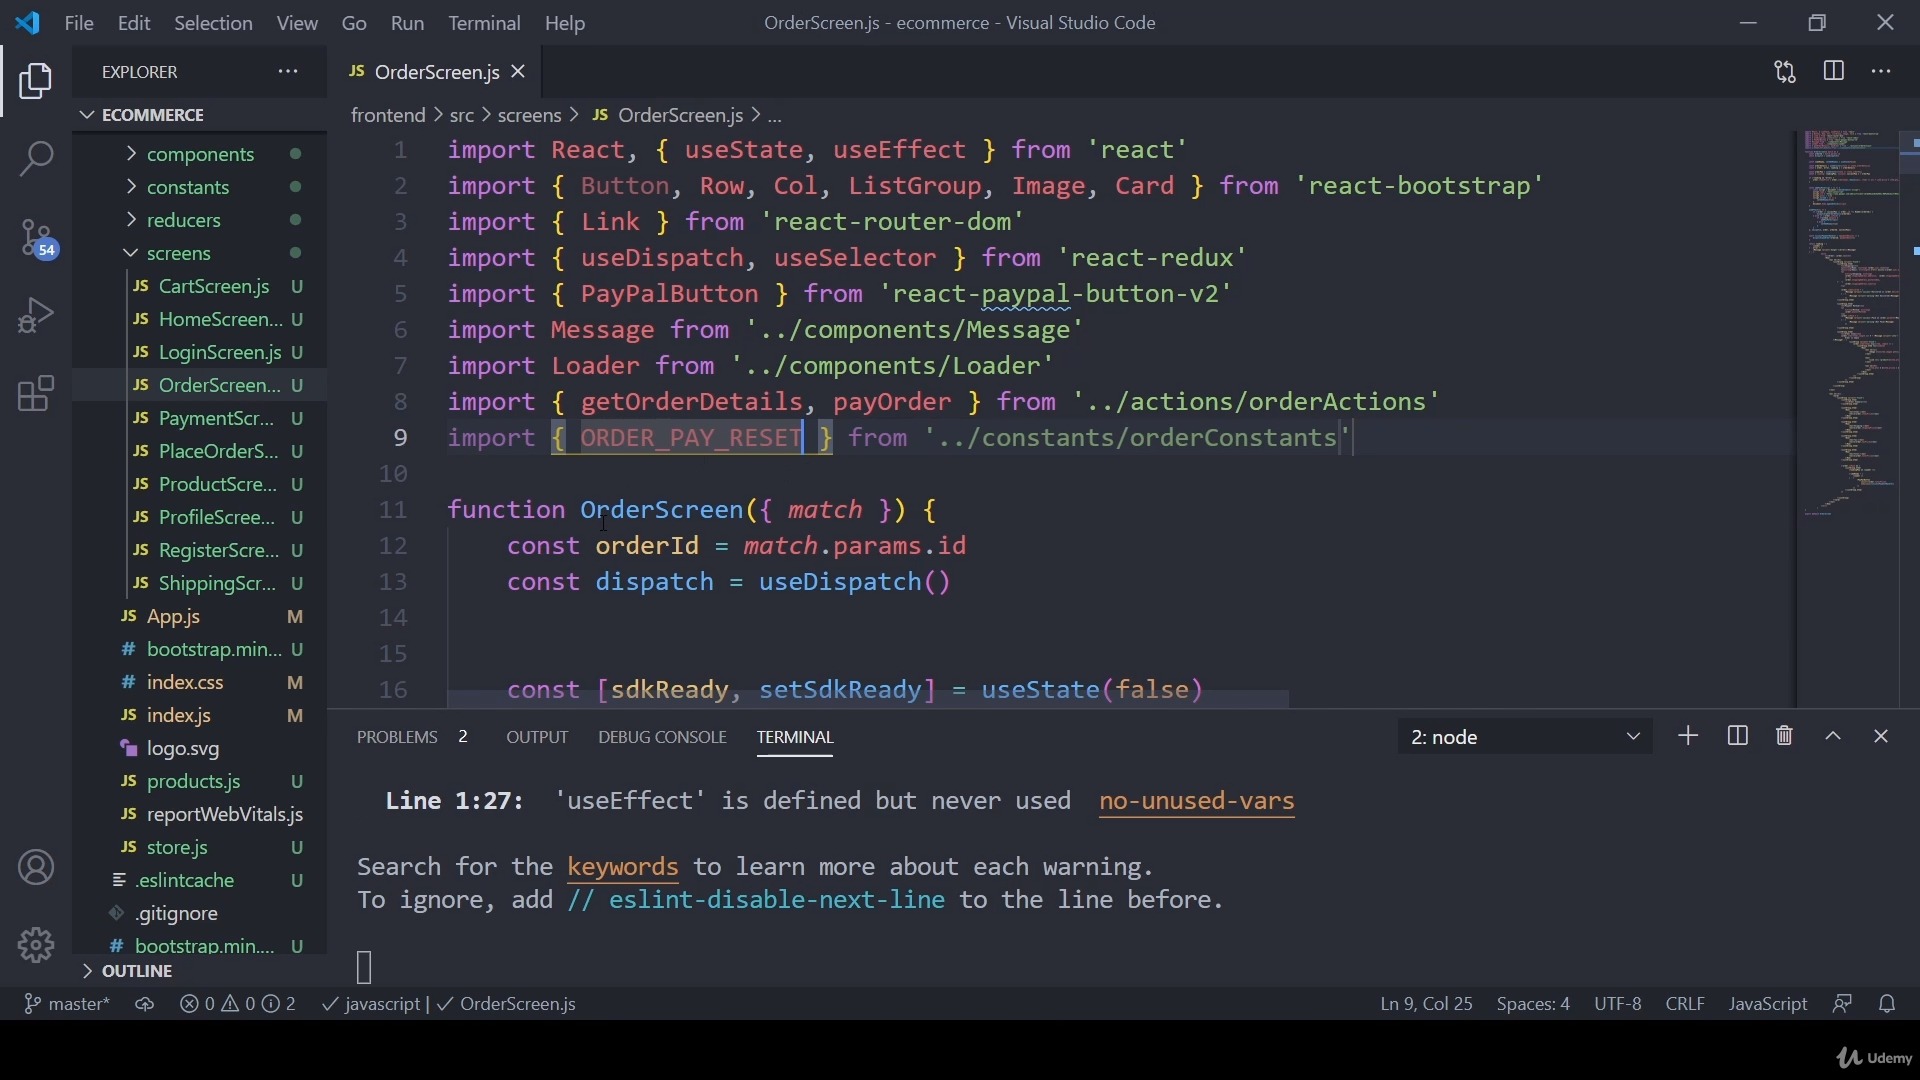 File Edit Selection View Go Run Terminal Help OrderScreen.js - ecommerce - Visual Studio Code
EXPLORER
JS OrderScreen.js
ECOMMERCE
components
constants
reducers
screens
JS CartScreen.js U
JS HomeScreen... U
JS LoginScreen.js U
JS OrderScreen... U
JS PaymentScr... U
JS PlaceOrderS... U
JS ProductScre... U
JS ProfileScree... U
JS RegisterScre... U
JS ShippingScr... U
JS App.js M
# bootstrap.min,... U
# index.css M
JS index.js M
logo.svg
JS products.js U
JS reportWebVitals.js
JS store.js U
.eslintcache U
.gitignore
# bootstrap.min.... U
OUTLINE
54
frontend > src > screens > JS OrderScreen.js > ...
1 import React, { useState, useEffect } from 'react'
2 import { Button, Row, Col, ListGroup, Image, Card } from 'react-bootstrap'
3 import { Link } from 'react-router-dom'
4 import { useDispatch, useSelector } from 'react-redux'
5 import { PayPalButton } from 'react-paypal-button-v2'
6 import Message from '../components/Message'
7 import Loader from '../components/Loader'
8 import { getOrderDetails, payOrder } from '../actions/orderActions'
9 import { ORDER_PAY_RESET } from '../constants/orderConstants'
10
11 function OrderScreen({ match }) {
12 const orderId = match.params.id
13 const dispatch = useDispatch()
14
15
16 const [sdkReady, setSdkReady] = useState(false)
PROBLEMS 2 OUTPUT DEBUG CONSOLE TERMINAL 2: node
Line 1:27: 'useEffect' is defined but never used no-unused-vars
Search for the keywords to learn more about each warning.
To ignore, add // eslint-disable-next-line to the line before.
master* 0 0 2 javascript | OrderScreen.js Ln 9, Col 25 Spaces: 4 UTF-8 CRLF JavaScript
Udemy